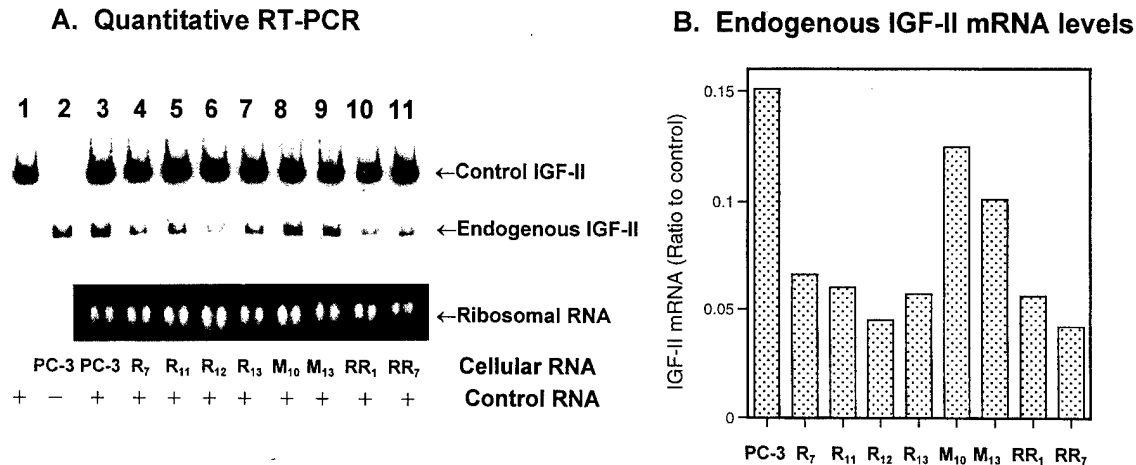 A. Quantitative RT-PCR
1 2 3 4 5 6 7 8 9 10 11
←Control IGF-II
←Endogenous IGF-II
←Ribosomal RNA
PC-3 PC-3 R₇ R₁₁ R₁₂ R₁₃ M₁₀ M₁₃ RR₁ RR₇ Cellular RNA
+ − + + + + + + + + + Control RNA
B. Endogenous IGF-II mRNA levels
IGF-II mRNA (Ratio to control)
0.15
0.1
0.05
0
PC-3 R₇ R₁₁ R₁₂ R₁₃ M₁₀ M₁₃ RR₁ RR₇